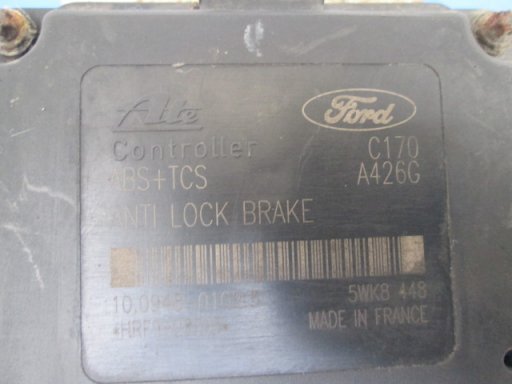 Ate Ford
Controller C170
ABS+TCS A426G
ANTI LOCK BRAKE
5WK8 448
MADE IN FRANCE